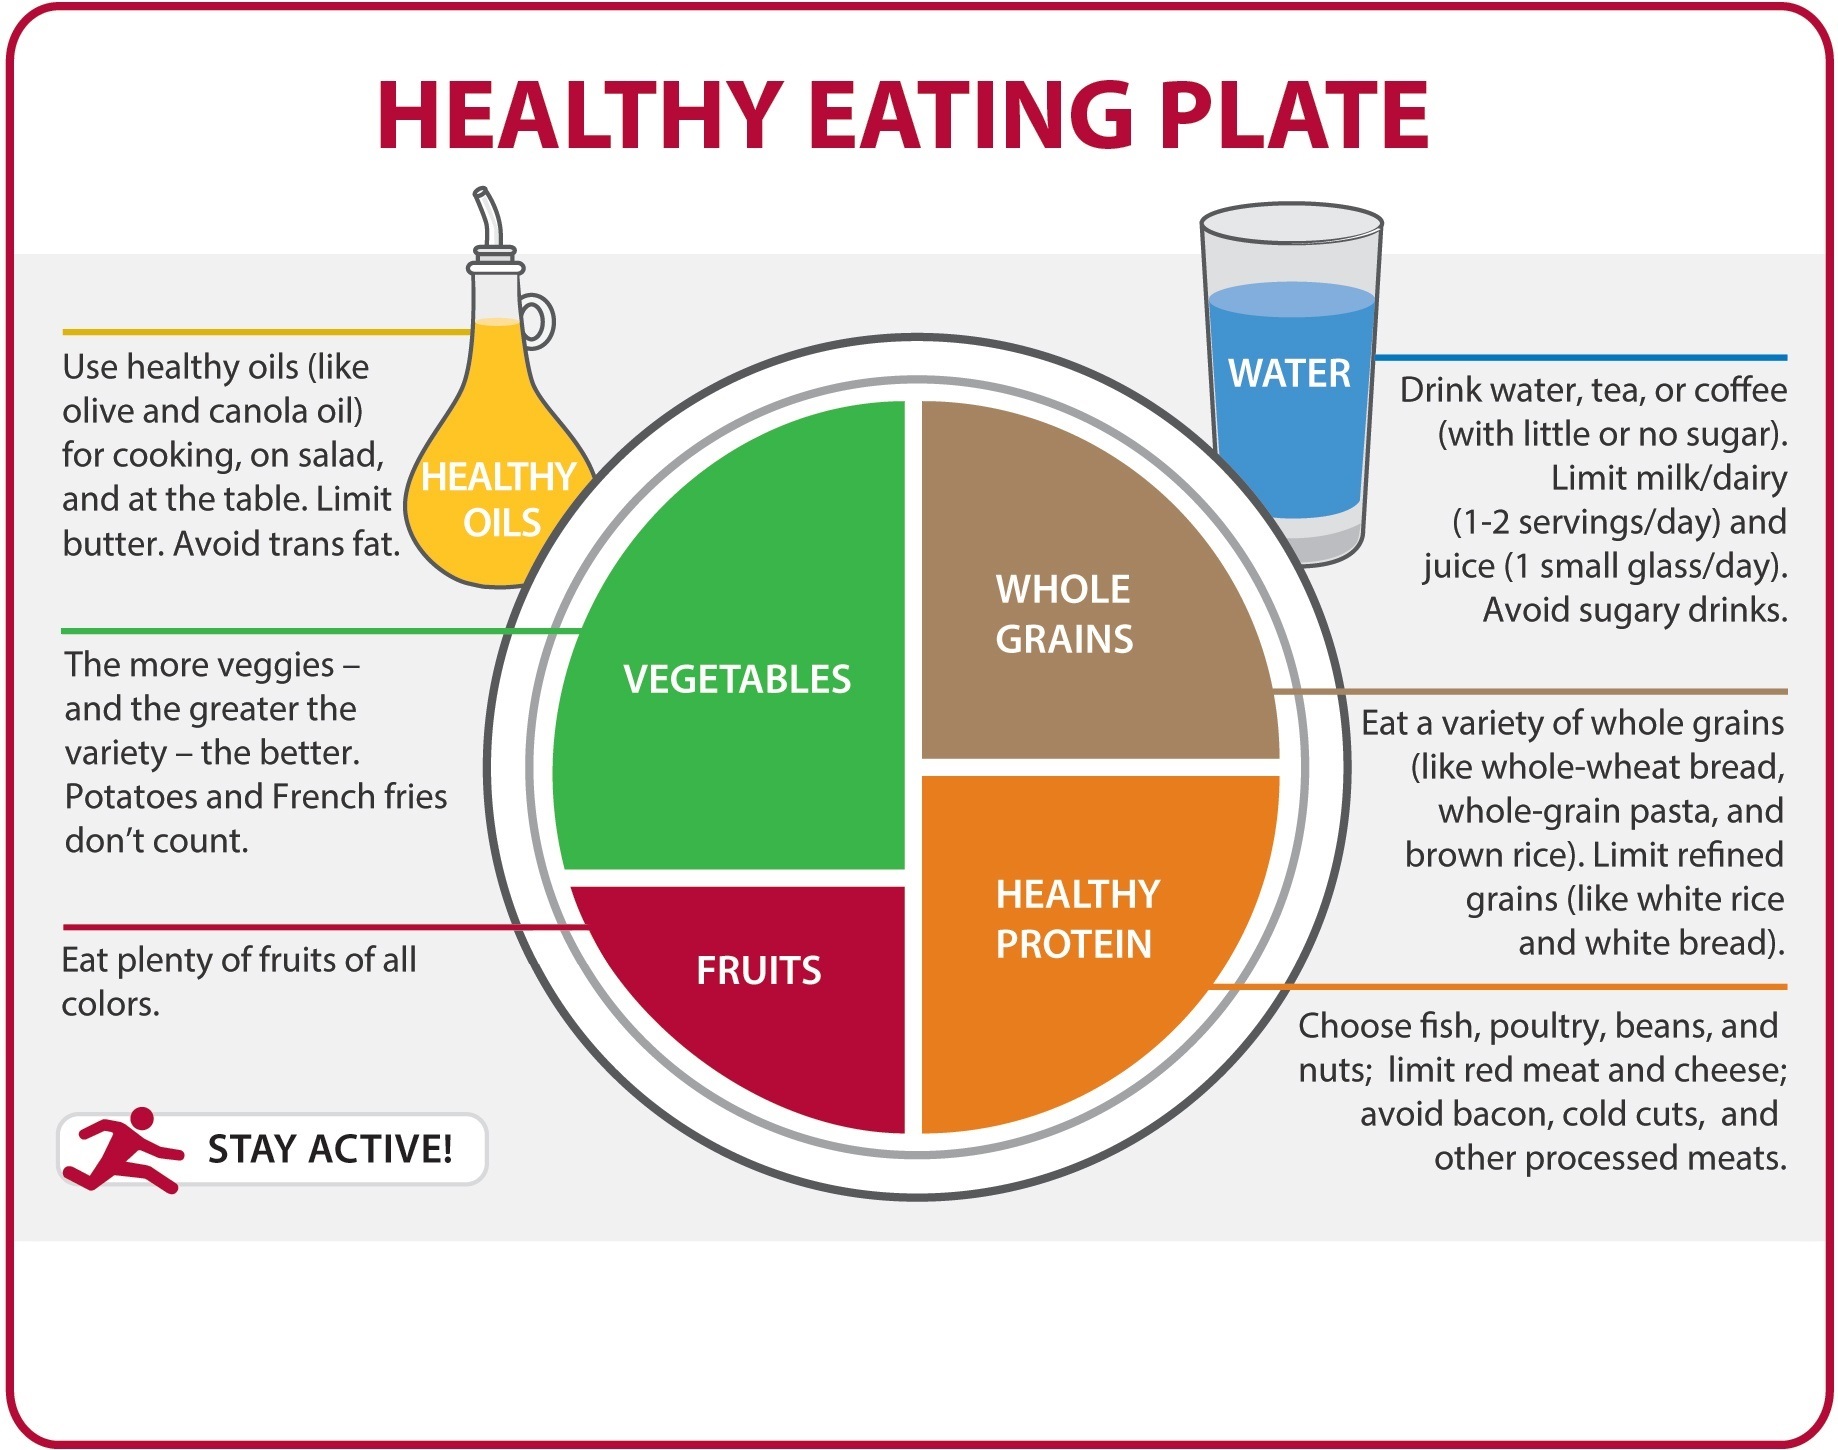 HEALTHY EATING PLATE
Use healthy oils (like
olive and canola oil)
for cooking, on salad,
and at the table. Limit
butter. Avoid trans fat.
HEALTHY
OILS
The more veggies –
and the greater the
variety – the better.
Potatoes and French fries
don’t count.
Eat plenty of fruits of all
colors.
STAY ACTIVE!
VEGETABLES
FRUITS
WHOLE
GRAINS
HEALTHY
PROTEIN
WATER
Drink water, tea, or coffee
(with little or no sugar).
Limit milk/dairy
(1-2 servings/day) and
juice (1 small glass/day).
Avoid sugary drinks.
Eat a variety of whole grains
(like whole-wheat bread,
whole-grain pasta, and
brown rice). Limit refined
grains (like white rice
and white bread).
Choose fish, poultry, beans, and
nuts; limit red meat and cheese;
avoid bacon, cold cuts, and
other processed meats.